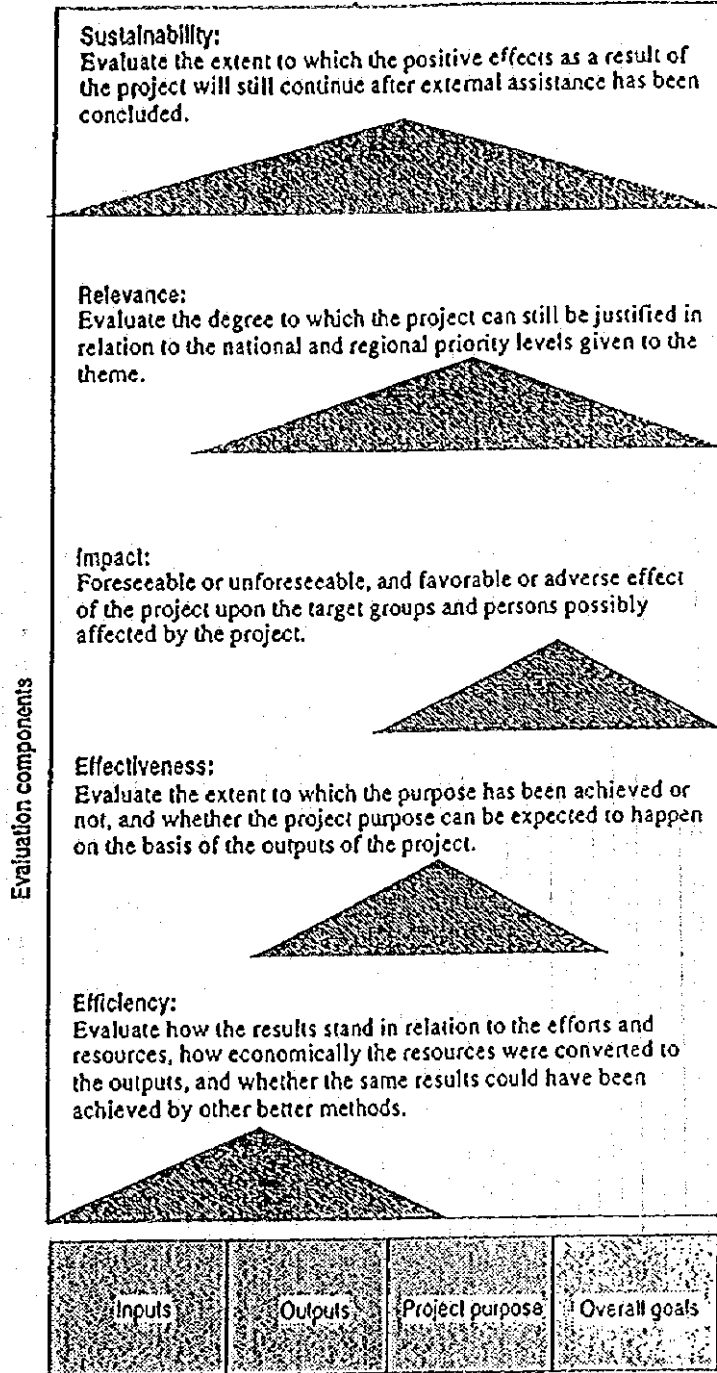 Sustainability:
Evaluate the extent to which the positive effects as a result of
the project will still continue after external assistance has been
concluded.
Relevance:
Evaluate the degree to which the project can still be justified in
relation to the national and regional priority levels given to the
theme.
Impact:
Foreseeable or unforeseeable, and favorable or adverse effect
of the project upon the target groups and persons possibly
affected by the project.
Evaluation components
Effectiveness:
Evaluate the extent to which the purpose has been achieved or
not, and whether the project purpose can be expected to happen
on the basis of the outputs of the project.
Efficiency:
Evaluate how the results stand in relation to the efforts and
resources, how economically the resources were converted to
the outputs, and whether the same results could have been
achieved by other better methods.
Inputs Outputs Project purpose Overall goals